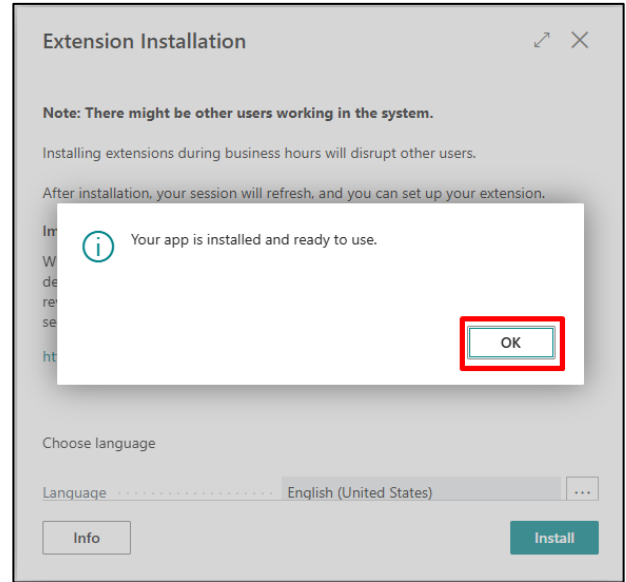 Extension Installation
Note: There might be other users working in the system.
Installing extensions during business hours will disrupt other users.
After installation, your session will refresh, and you can set up your extension.
Your app is installed and ready to use.
OK
Choose language
Language English (United States) ...
Info Install